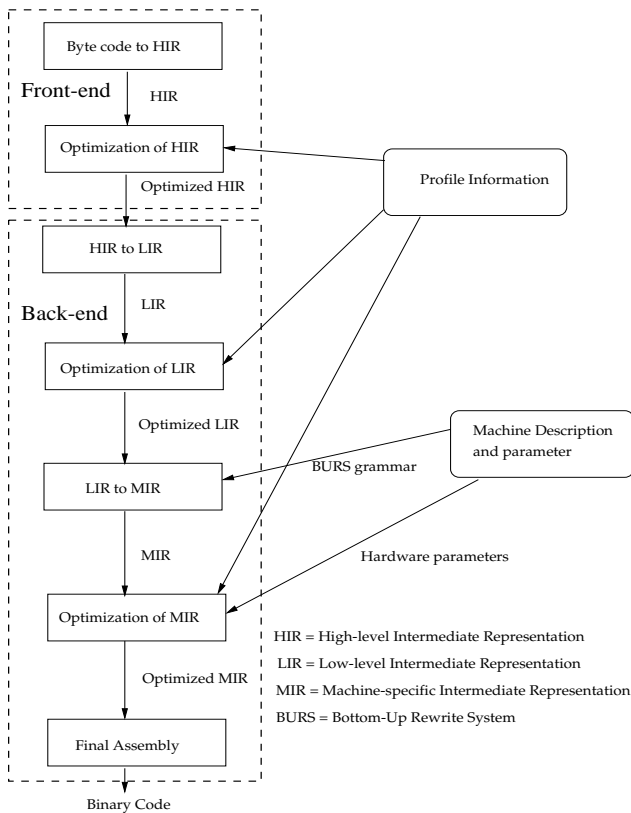 Byte code to HIR
Front-end
HIR
Optimization of HIR
Optimized HIR
Profile Information
HIR to LIR
Back-end
LIR
Optimization of LIR
Optimized LIR
Machine Description
and parameter
BURS grammar
LIR to MIR
MIR
Hardware parameters
Optimization of MIR
HIR = High-level Intermediate Representation
LIR = Low-level Intermediate Representation
MIR = Machine-specific Intermediate Representation
BURS = Bottom-Up Rewrite System
Optimized MIR
Final Assembly
Binary Code